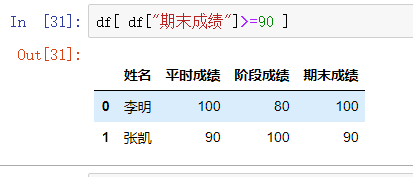 In [31]: df[ df["期末成绩"]>=90 ]
Out[31]:
姓名 平时成绩 阶段成绩 期末成绩
0 李明 100 80 100
1 张凯 90 100 90